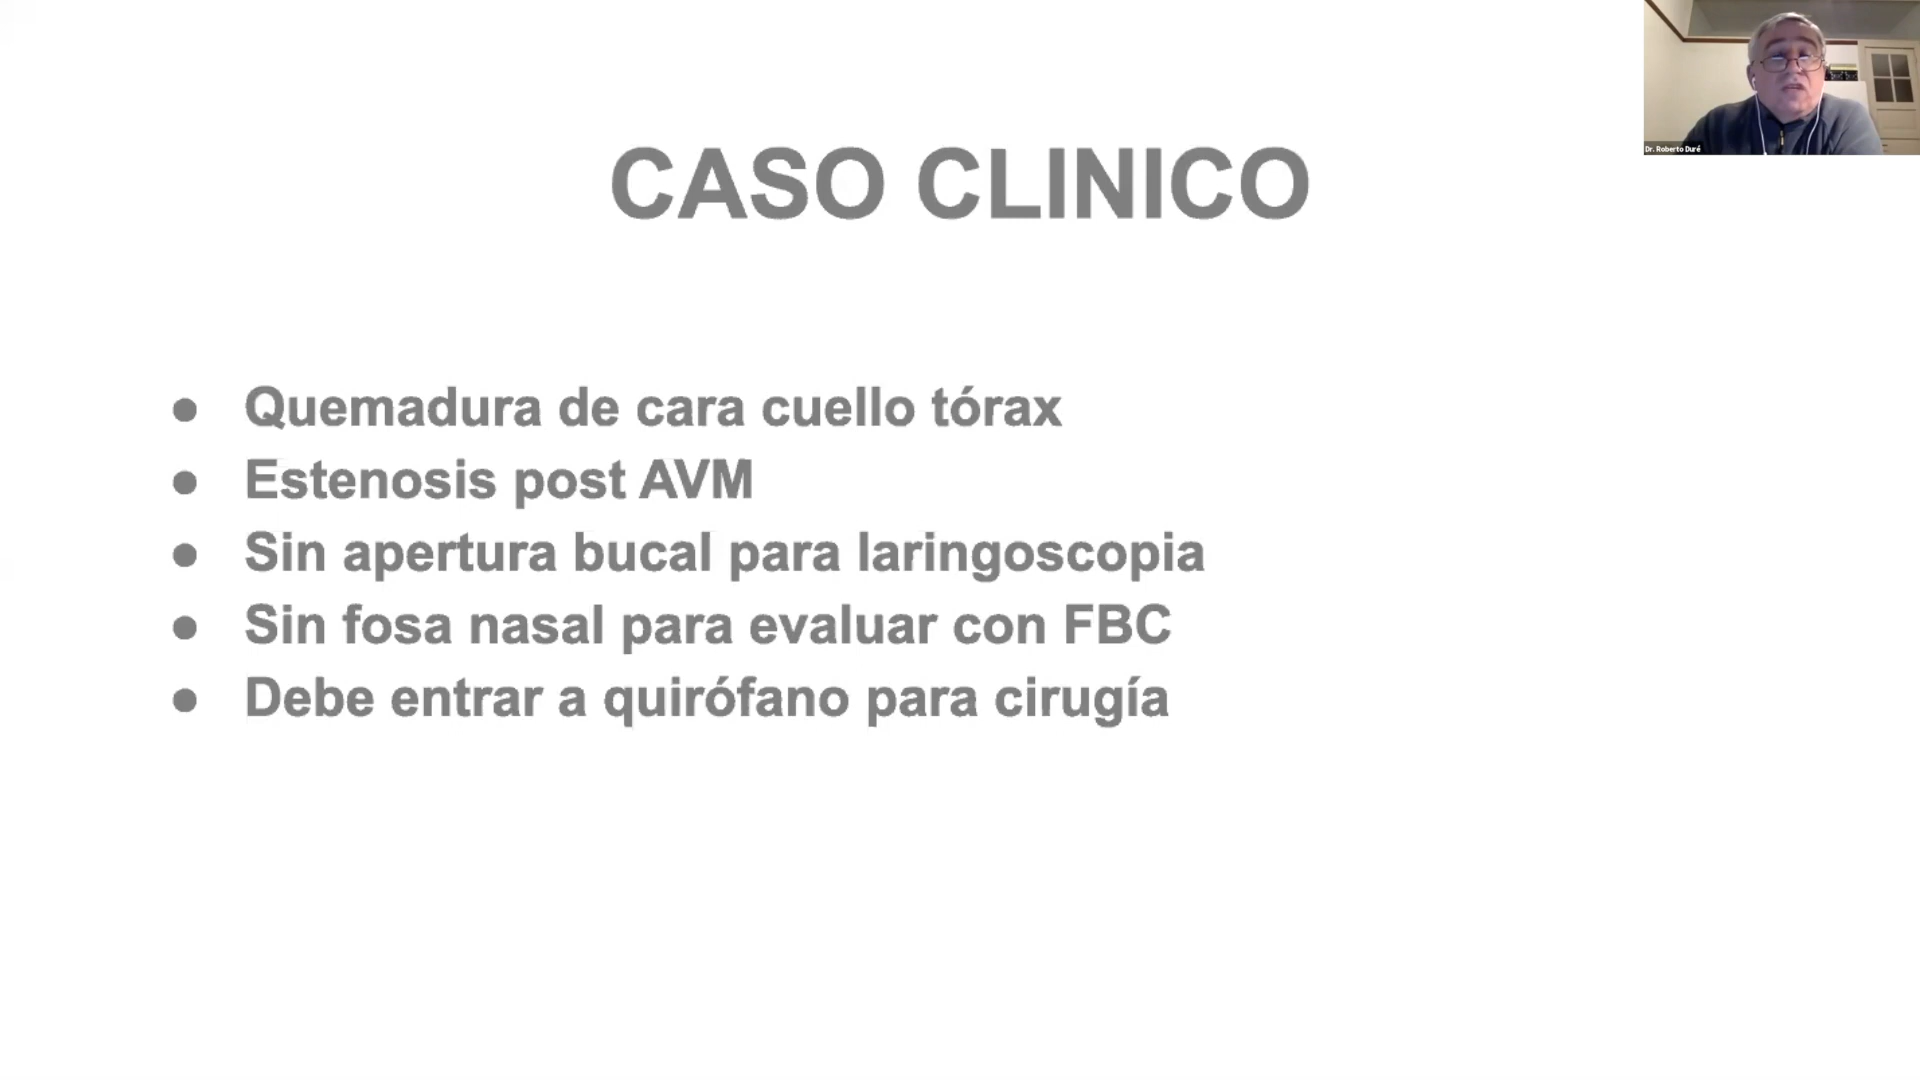 CASO CLINICO
Dr. Roberto Duré
● Quemadura de cara cuello tórax
● Estenosis post AVM
● Sin apertura bucal para laringoscopia
● Sin fosa nasal para evaluar con FBC
● Debe entrar a quirófano para cirugía